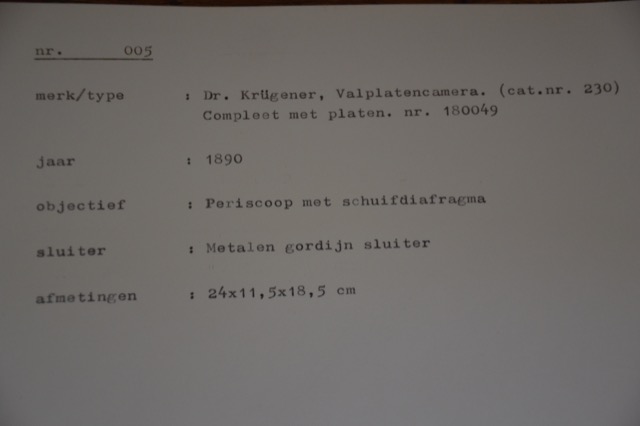 nr. 005
merk/type : Dr. Krügener, Valplatencamera. (cat.nr. 230)
Compleet met platen. nr. 180049
jaar : 1890
objectief : Periscoop met schuifdiafragma
sluiter : Metalen gordijn sluiter
afmetingen : 24x11,5x18,5 cm